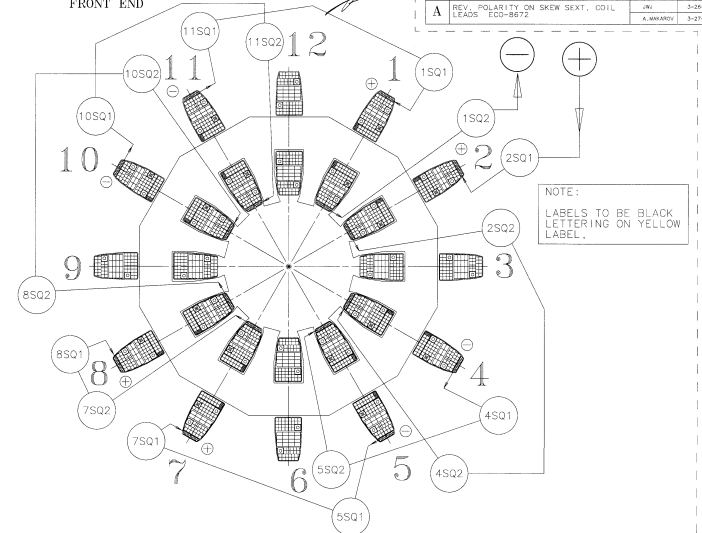 FRONT END
A REV. POLARITY ON SKEW SEXT. COIL LEADS ECO-8672
JWJ
A.MAKAROV
− +
11SQ1
11SQ2
12
11
10SQ2
1
1SQ1
10SQ1
1SQ2
10
2
2SQ1
NOTE:
LABELS TO BE BLACK
LETTERING ON YELLOW
LABEL.
2SQ2
9
3
8SQ2
8SQ1
8
7SQ2
4
4SQ1
7SQ1
7
6
5SQ2
5
4SQ2
5SQ1